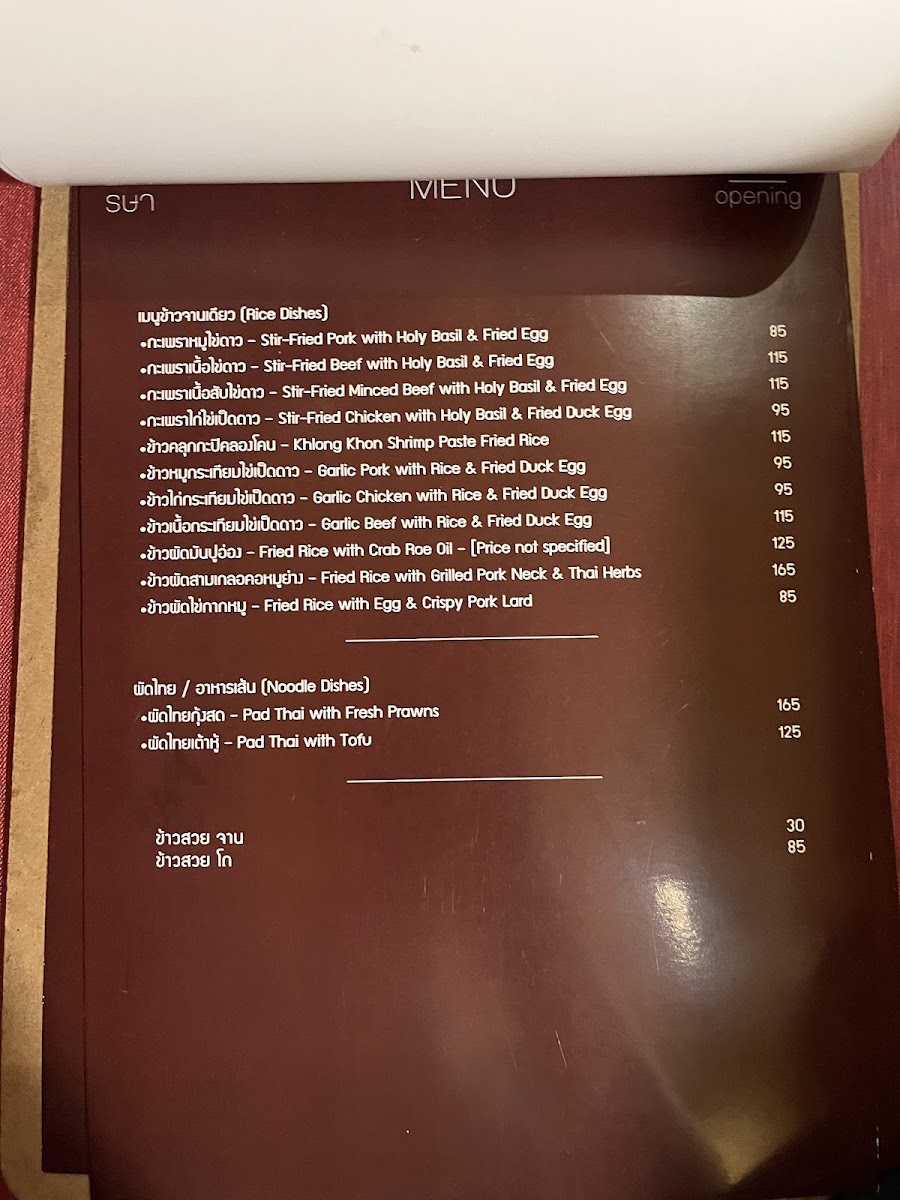 รษา
MENU
opening
เมนูข้าวจานเดียว (Rice Dishes)
•กะเพราหมูไข่ดาว – Stir-Fried Pork with Holy Basil & Fried Egg 85
•กะเพราเนื้อไข่ดาว – Stir-Fried Beef with Holy Basil & Fried Egg 115
•กะเพราเนื้อสับไข่ดาว – Stir-Fried Minced Beef with Holy Basil & Fried Egg 115
•กะเพราไก่ไข่เป็ดดาว – Stir-Fried Chicken with Holy Basil & Fried Duck Egg 95
•ข้าวคลุกกะปิคลองโคน – Khlong Khon Shrimp Paste Fried Rice 115
•ข้าวหมูกระเทียมไข่เป็ดดาว – Garlic Pork with Rice & Fried Duck Egg 95
•ข้าวไก่กระเทียมไข่เป็ดดาว – Garlic Chicken with Rice & Fried Duck Egg 95
•ข้าวเนื้อกระเทียมไข่เป็ดดาว – Garlic Beef with Rice & Fried Duck Egg 115
•ข้าวผัดมันปูอ่อง – Fried Rice with Crab Roe Oil – [Price not specified] 125
•ข้าวผัดสามเกลอคอหมูย่าง – Fried Rice with Grilled Pork Neck & Thai Herbs 165
•ข้าวผัดไข่กากหมู – Fried Rice with Egg & Crispy Pork Lard 85
ผัดไทย / อาหารเส้น (Noodle Dishes)
•ผัดไทยกุ้งสด – Pad Thai with Fresh Prawns 165
•ผัดไทยเต้าหู้ – Pad Thai with Tofu 125
ข้าวสวย จาน 30
ข้าวสวย โถ 85